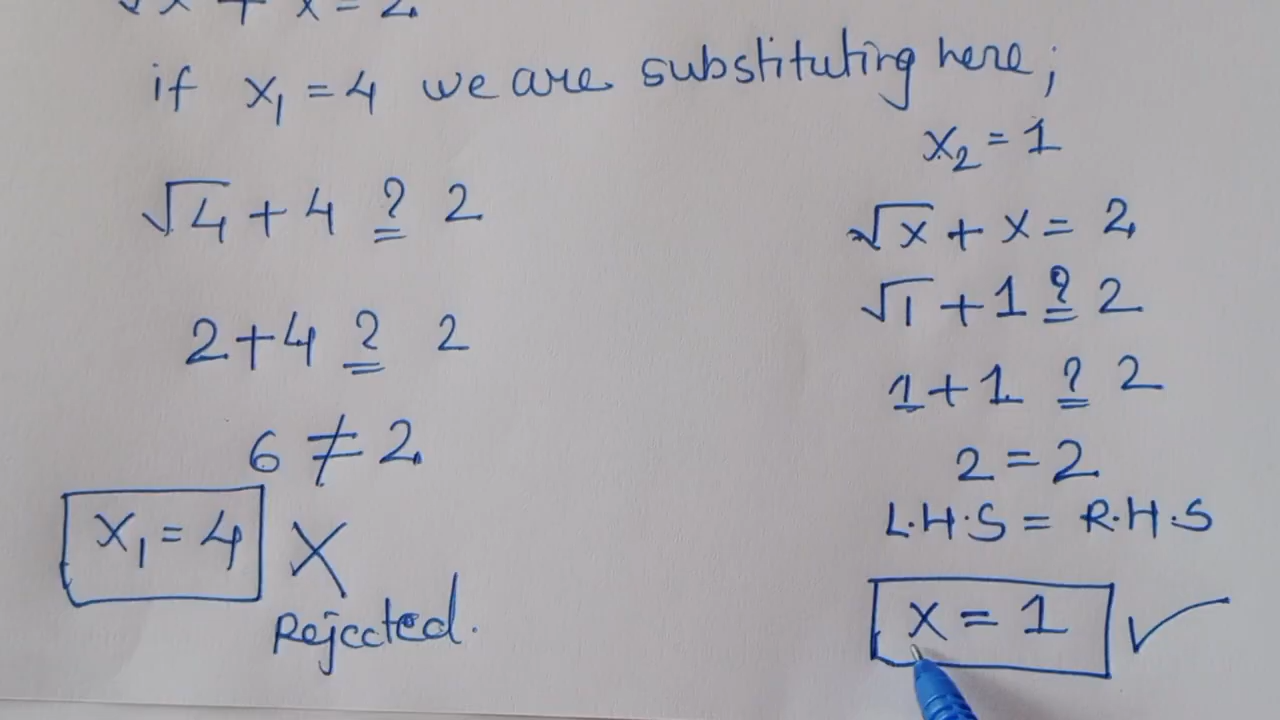 √x + x = 2
if x₁ = 4 we are substituting here;
√4 + 4 ≟ 2
2+4 ≟ 2
6 ≠ 2
x₁ = 4 X
Rejected.
x₂ = 1
√x + x = 2
√1 + 1 ≟ 2
1+1 ≟ 2
2 = 2
L.H.S = R.H.S
x = 1 ✓